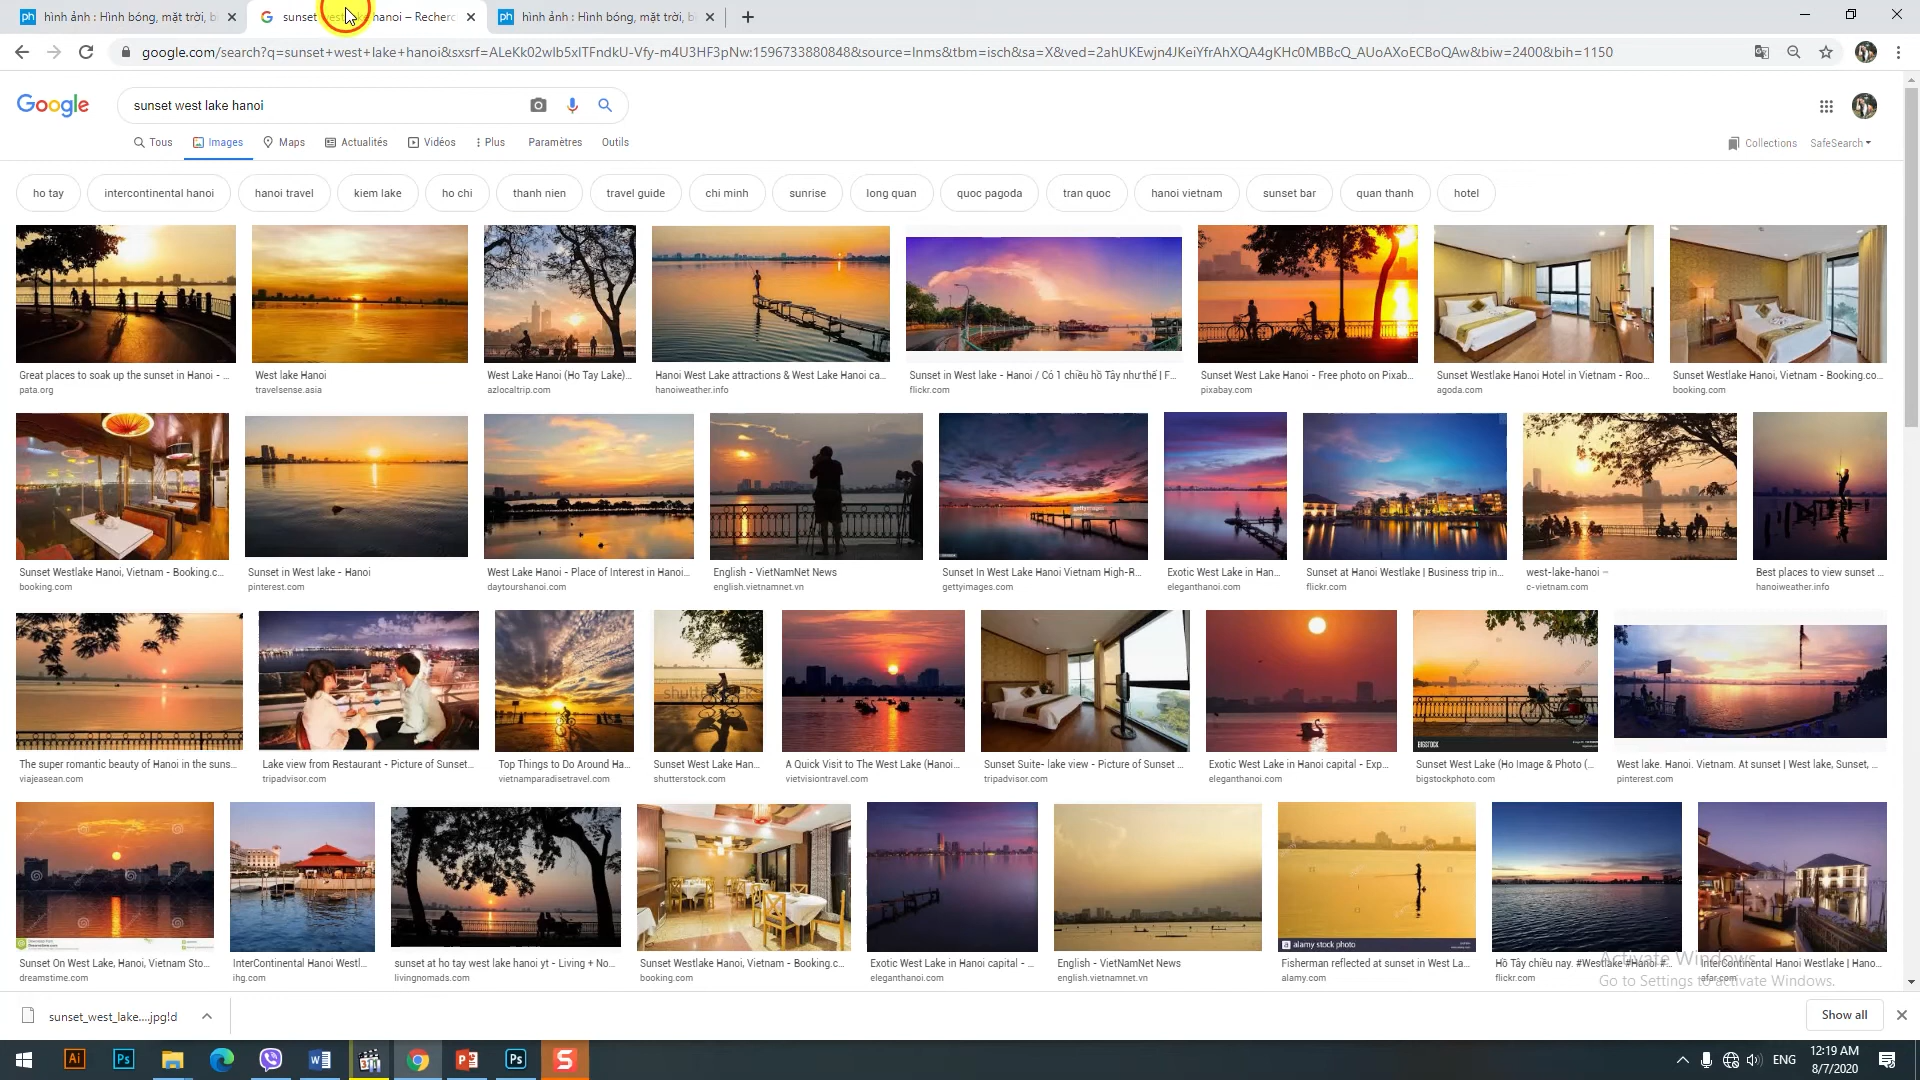 hình ảnh : Hình bóng, mặt trời, b
hanoi – Recherc
hình ảnh : Hình bóng, mặt trời, bi
google.com/search?q=sunset+west+lake+hanoi&sxsrf=ALeKk02wIb5xITFndkU-Vfy-m4U3HF3pNw:1596733880848&source=lnms&tbm=isch&sa=X&ved=2ahUKEwjn4JKeiYfrAhXQA4gKHc0MBBcQ_AUoAXoECBoQAw&biw=2400&bih=1150
Google
sunset west lake hanoi
Tous Images Maps Actualités Vidéos Plus Paramètres Outils
Collections SafeSearch
ho tay intercontinental hanoi hanoi travel kiem lake ho chi thanh nien travel guide chi minh sunrise long quan quoc pagoda tran quoc hanoi vietnam sunset bar quan thanh hotel
Great places to soak up the sunset in Hanoi - ...
pata.org
West lake Hanoi
travelsense.asia
West Lake Hanoi (Ho Tay Lake)...
azlocaltrip.com
Hanoi West Lake attractions & West Lake Hanoi ca...
hanoiweather.info
Sunset in West lake - Hanoi / Có 1 chiều hồ Tây như thế | F...
flickr.com
Sunset West Lake Hanoi - Free photo on Pixab...
pixabay.com
Sunset Westlake Hanoi Hotel in Vietnam - Roo...
agoda.com
Sunset Westlake Hanoi, Vietnam - Booking.co...
booking.com
Sunset Westlake Hanoi, Vietnam - Booking.c...
booking.com
Sunset in West lake - Hanoi
pinterest.com
West Lake Hanoi - Place of Interest in Hanoi...
daytourshanoi.com
English - VietNamNet News
english.vietnamnet.vn
gettyimages
Sunset In West Lake Hanoi Vietnam High-R...
gettyimages.com
Exotic West Lake in Han...
eleganthanoi.com
Sunset at Hanoi Westlake | Business trip in...
flickr.com
west-lake-hanoi –
c-vietnam.com
Best places to view sunset ...
hanoiweather.info
The super romantic beauty of Hanoi in the suns...
viajeasean.com
Lake view from Restaurant - Picture of Sunset...
tripadvisor.com
Top Things to Do Around Ha...
vietnamparadisetravel.com
Sunset West Lake Han...
shutterstock.com
A Quick Visit to The West Lake (Hanoi...
vietvisiontravel.com
Sunset Suite- lake view - Picture of Sunset ...
tripadvisor.com
Exotic West Lake in Hanoi capital - Exp...
eleganthanoi.com
BIGSTOCK
Sunset West Lake (Ho Image & Photo (...
bigstockphoto.com
West lake. Hanoi. Vietnam. At sunset | West lake, Sunset, ...
pinterest.com
Sunset On West Lake, Hanoi, Vietnam Sto...
dreamstime.com
InterContinental Hanoi Westl...
ihg.com
sunset at ho tay west lake hanoi yt - Living + No...
livingnomads.com
Sunset Westlake Hanoi, Vietnam - Booking.c...
booking.com
Exotic West Lake in Hanoi capital - ...
eleganthanoi.com
English - VietNamNet News
english.vietnamnet.vn
a alamy stock photo
Fisherman reflected at sunset in West La...
alamy.com
Hồ Tây chiều nay. #Westlake #Hanoi #...
flickr.com
InterContinental Hanoi Westlake | Hano...
afar.com
Activate Windows
Go to Settings to activate Windows.
sunset_west_lake....jpg!d
Show all
Ai Ps ENG
12:19 AM
8/7/2020